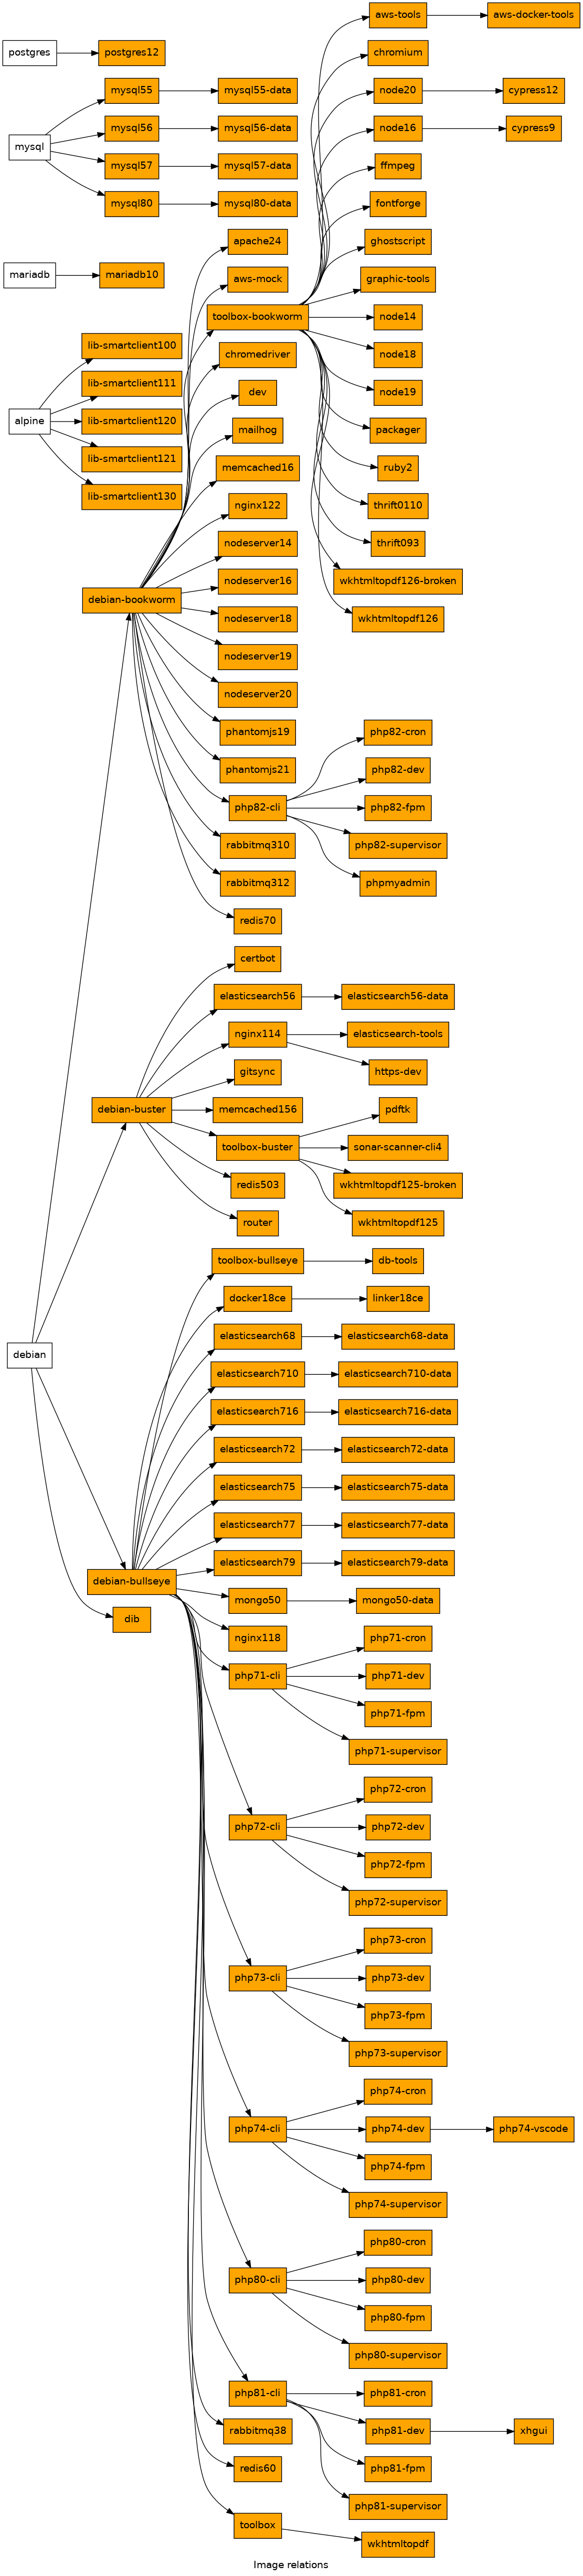 aws-tools
aws-docker-tools
postgres
postgres12
chromium
mysql55
mysql55-data
node20
cypress12
mysql56
mysql56-data
node16
cypress9
mysql
mysql57
mysql57-data
ffmpeg
mysql80
mysql80-data
fontforge
apache24
ghostscript
mariadb
mariadb10
aws-mock
graphic-tools
toolbox-bookworm
node14
lib-smartclient100
chromedriver
node18
lib-smartclient111
dev
node19
alpine
lib-smartclient120
mailhog
packager
lib-smartclient121
memcached16
ruby2
lib-smartclient130
nginx122
thrift0110
nodeserver14
thrift093
debian-bookworm
nodeserver16
wkhtmltopdf126-broken
nodeserver18
wkhtmltopdf126
nodeserver19
nodeserver20
phantomjs19
php82-cron
phantomjs21
php82-dev
php82-cli
php82-fpm
rabbitmq310
php82-supervisor
rabbitmq312
phpmyadmin
redis70
certbot
elasticsearch56
elasticsearch56-data
nginx114
elasticsearch-tools
gitsync
https-dev
debian-buster
memcached156
pdftk
toolbox-buster
sonar-scanner-cli4
redis503
wkhtmltopdf125-broken
router
wkhtmltopdf125
toolbox-bullseye
db-tools
docker18ce
linker18ce
elasticsearch68
elasticsearch68-data
debian
elasticsearch710
elasticsearch710-data
elasticsearch716
elasticsearch716-data
elasticsearch72
elasticsearch72-data
elasticsearch75
elasticsearch75-data
elasticsearch77
elasticsearch77-data
elasticsearch79
elasticsearch79-data
debian-bullseye
mongo50
mongo50-data
dib
nginx118
php71-cron
php71-cli
php71-dev
php71-fpm
php71-supervisor
php72-cron
php72-cli
php72-dev
php72-fpm
php72-supervisor
php73-cron
php73-cli
php73-dev
php73-fpm
php73-supervisor
php74-cron
php74-cli
php74-dev
php74-vscode
php74-fpm
php74-supervisor
php80-cron
php80-cli
php80-dev
php80-fpm
php80-supervisor
php81-cli
php81-cron
rabbitmq38
php81-dev
xhgui
redis60
php81-fpm
php81-supervisor
toolbox
wkhtmltopdf
Image relations